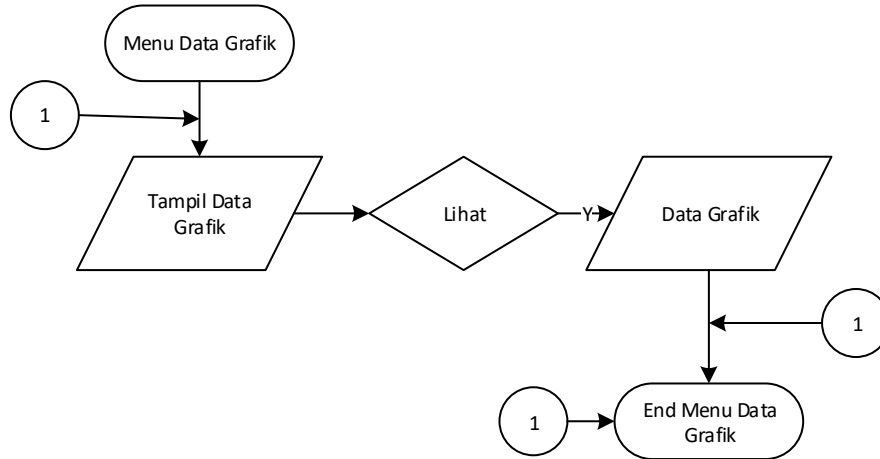 Menu Data Grafik
1
Tampil Data
Grafik
Lihat
Y
Data Grafik
1
1
End Menu Data
Grafik